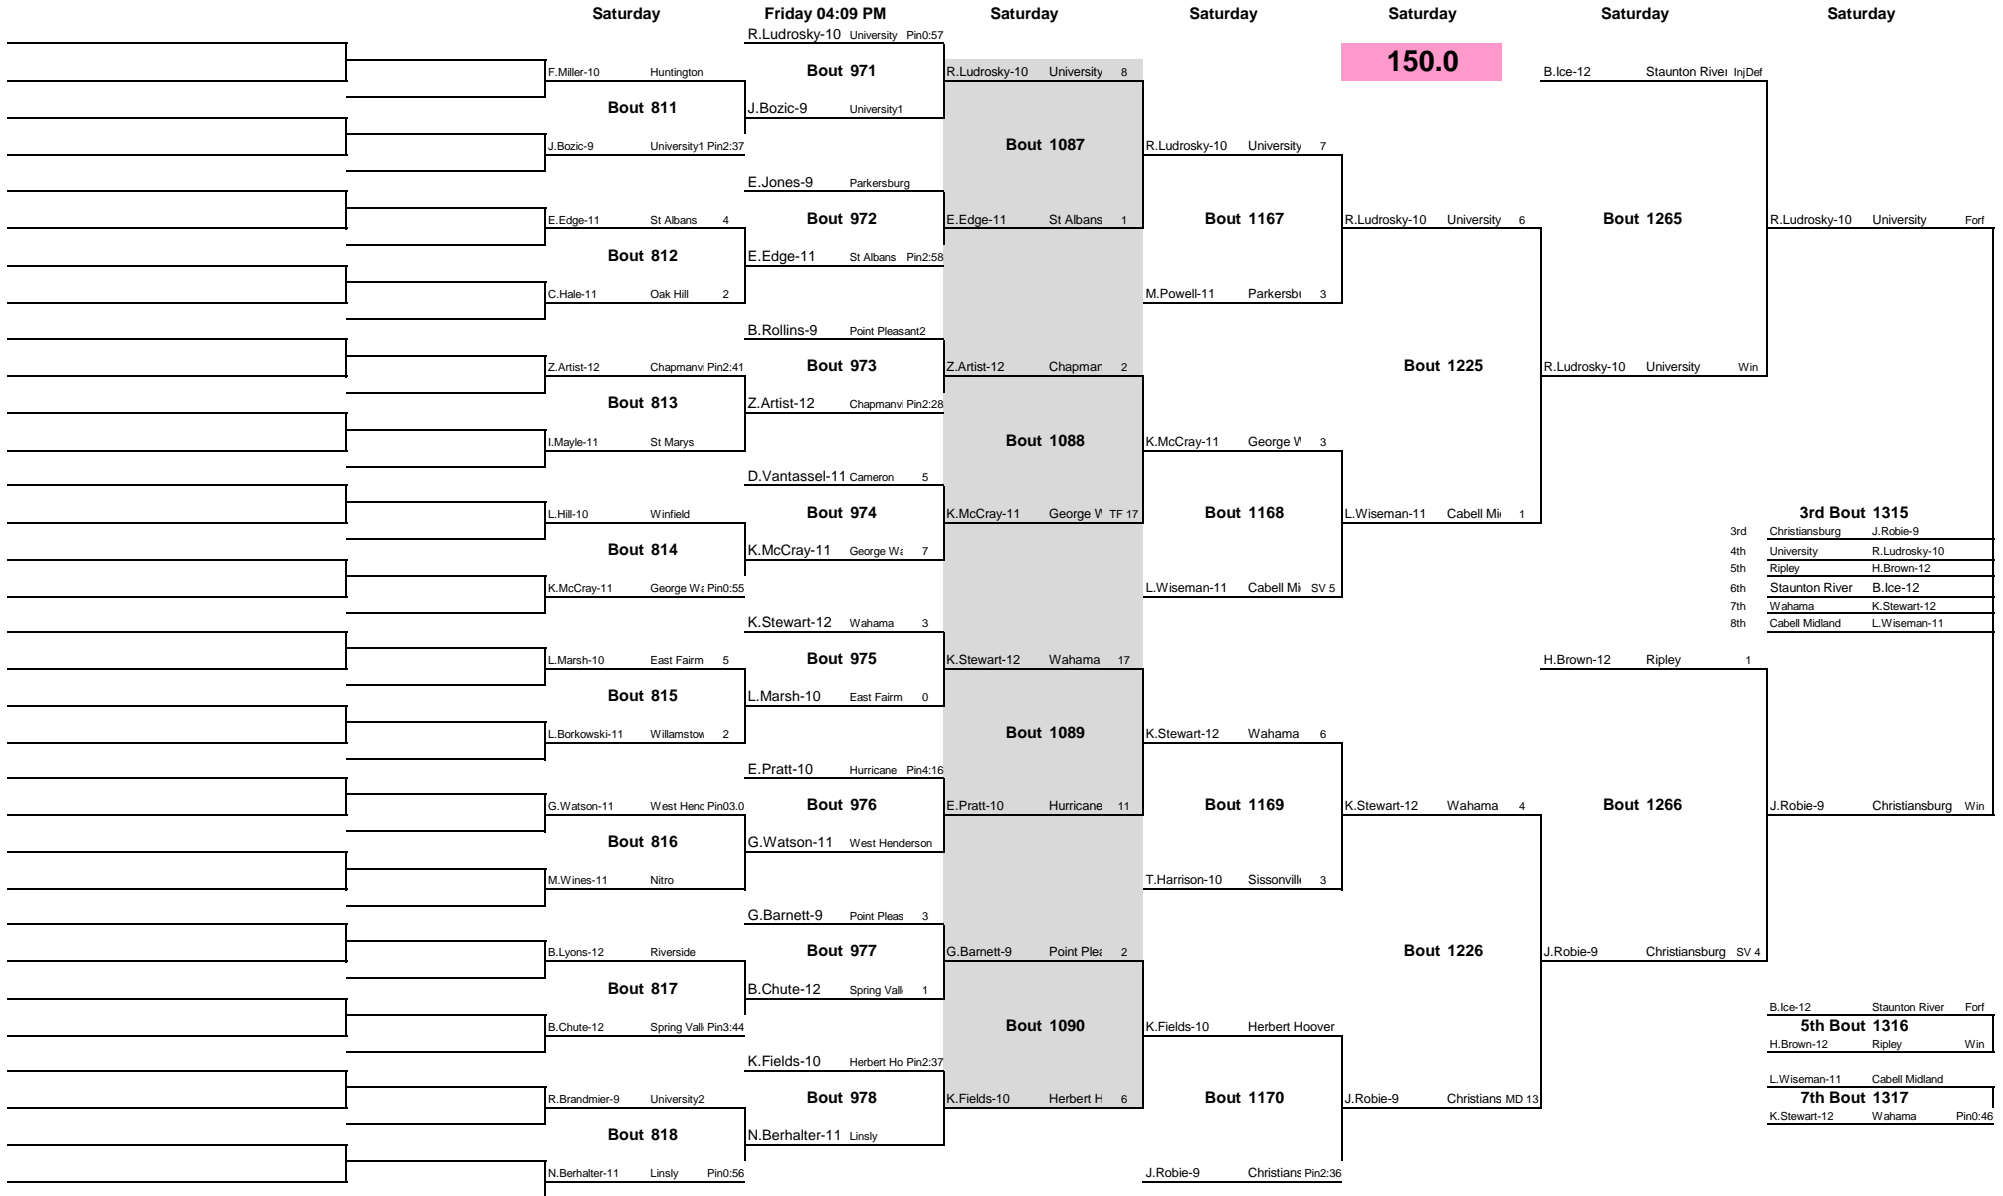 Saturday Friday 04:09 PM Saturday Saturday Saturday Saturday Saturday
150.0
F.Miller-10 Huntington
Bout 811
J.Bozic-9 University1 Pin2:37
E.Edge-11 St Albans 4
Bout 812
C.Hale-11 Oak Hill 2
Z.Artist-12 Chapmanvi Pin2:41
Bout 813
I.Mayle-11 St Marys
L.Hill-10 Winfield
Bout 814
K.McCray-11 George Wa Pin0:55
L.Marsh-10 East Fairm 5
Bout 815
L.Borkowski-11 Willamstow 2
G.Watson-11 West Henc Pin03.0
Bout 816
M.Wines-11 Nitro
B.Lyons-12 Riverside
Bout 817
B.Chute-12 Spring Vall Pin3:44
R.Brandmier-9 University2
Bout 818
N.Berhalter-11 Linsly Pin0:56
R.Ludrosky-10 University Pin0:57
Bout 971
J.Bozic-9 University1
E.Jones-9 Parkersburg
Bout 972
E.Edge-11 St Albans Pin2:58
B.Rollins-9 Point Pleasant2
Bout 973
Z.Artist-12 Chapmanvi Pin2:28
D.Vantassel-11 Cameron 5
Bout 974
K.McCray-11 George Wa 7
K.Stewart-12 Wahama 3
Bout 975
L.Marsh-10 East Fairm 0
E.Pratt-10 Hurricane Pin4:16
Bout 976
G.Watson-11 West Henderson
G.Barnett-9 Point Pleas 3
Bout 977
B.Chute-12 Spring Vall 1
K.Fields-10 Herbert Ho Pin2:37
Bout 978
N.Berhalter-11 Linsly
R.Ludrosky-10 University 8
Bout 1087
E.Edge-11 St Albans 1
Z.Artist-12 Chapmar 2
Bout 1088
K.McCray-11 George W TF 17
K.Stewart-12 Wahama 17
Bout 1089
E.Pratt-10 Hurricane 11
G.Barnett-9 Point Plea 2
Bout 1090
K.Fields-10 Herbert H 6
R.Ludrosky-10 University 7
Bout 1167
M.Powell-11 Parkersbu 3
K.McCray-11 George W 3
Bout 1168
L.Wiseman-11 Cabell Mi SV 5
K.Stewart-12 Wahama 6
Bout 1169
T.Harrison-10 Sissonville 3
K.Fields-10 Herbert Hoover
Bout 1170
J.Robie-9 Christians Pin2:36
R.Ludrosky-10 University 6
Bout 1225
L.Wiseman-11 Cabell Mi 1
K.Stewart-12 Wahama 4
Bout 1226
J.Robie-9 Christians MD 13
B.Ice-12 Staunton River InjDef
Bout 1265
R.Ludrosky-10 University Win
H.Brown-12 Ripley 1
Bout 1266
J.Robie-9 Christiansburg SV 4
R.Ludrosky-10 University Forf
3rd Bout 1315
3rd Christiansburg J.Robie-9
4th University R.Ludrosky-10
5th Ripley H.Brown-12
6th Staunton River B.Ice-12
7th Wahama K.Stewart-12
8th Cabell Midland L.Wiseman-11
J.Robie-9 Christiansburg Win
B.Ice-12 Staunton River Forf
5th Bout 1316
H.Brown-12 Ripley Win
L.Wiseman-11 Cabell Midland
7th Bout 1317
K.Stewart-12 Wahama Pin0:46